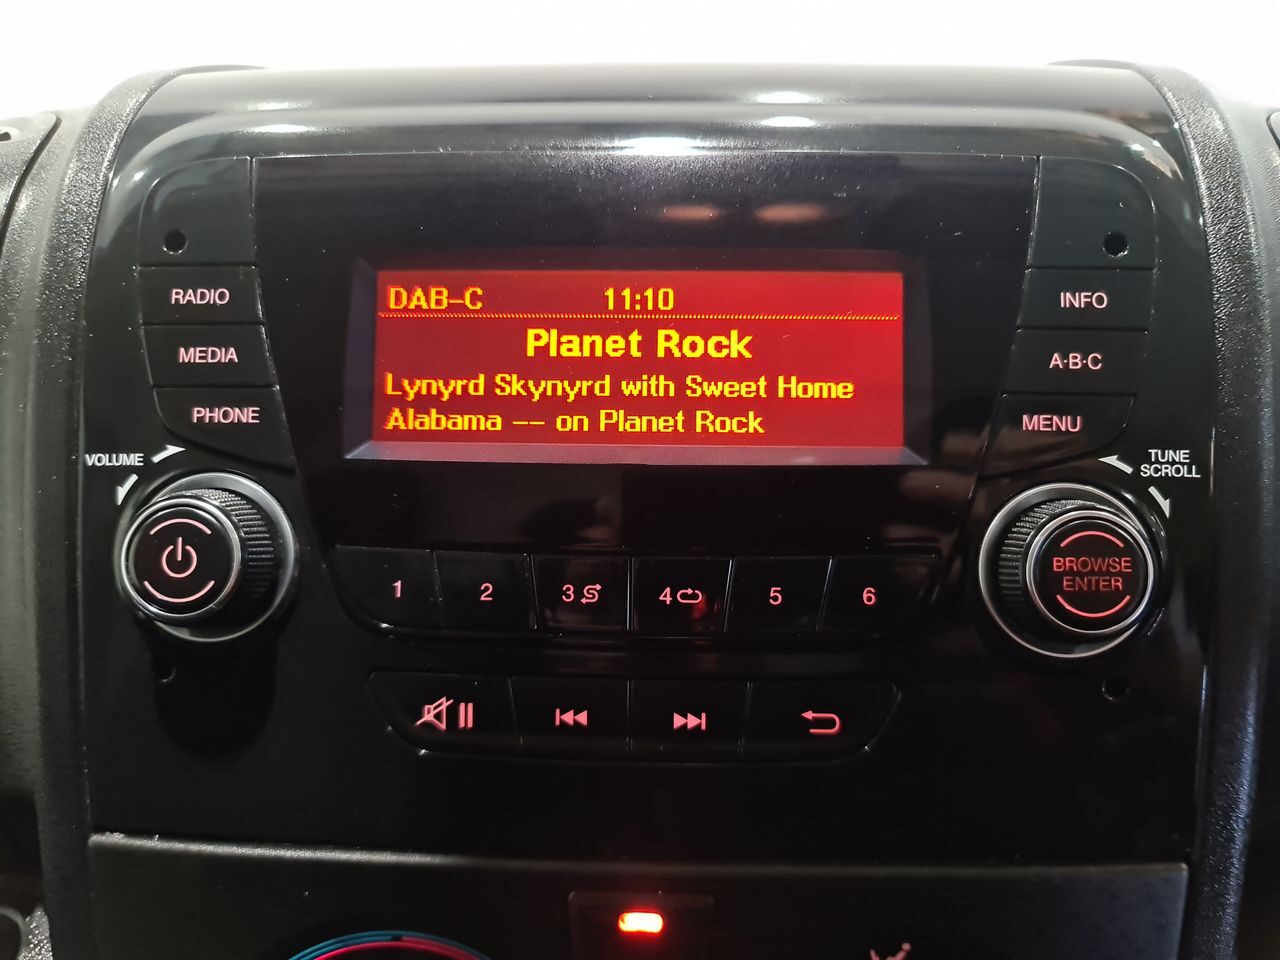 DAB-C 11:10
Planet Rock
Lynyrd Skynyrd with Sweet Home
Alabama -- on Planet Rock
RADIO
MEDIA
PHONE
VOLUME
INFO
A·B·C
MENU
TUNE
SCROLL
BROWSE
ENTER
1 2 3 4 5 6